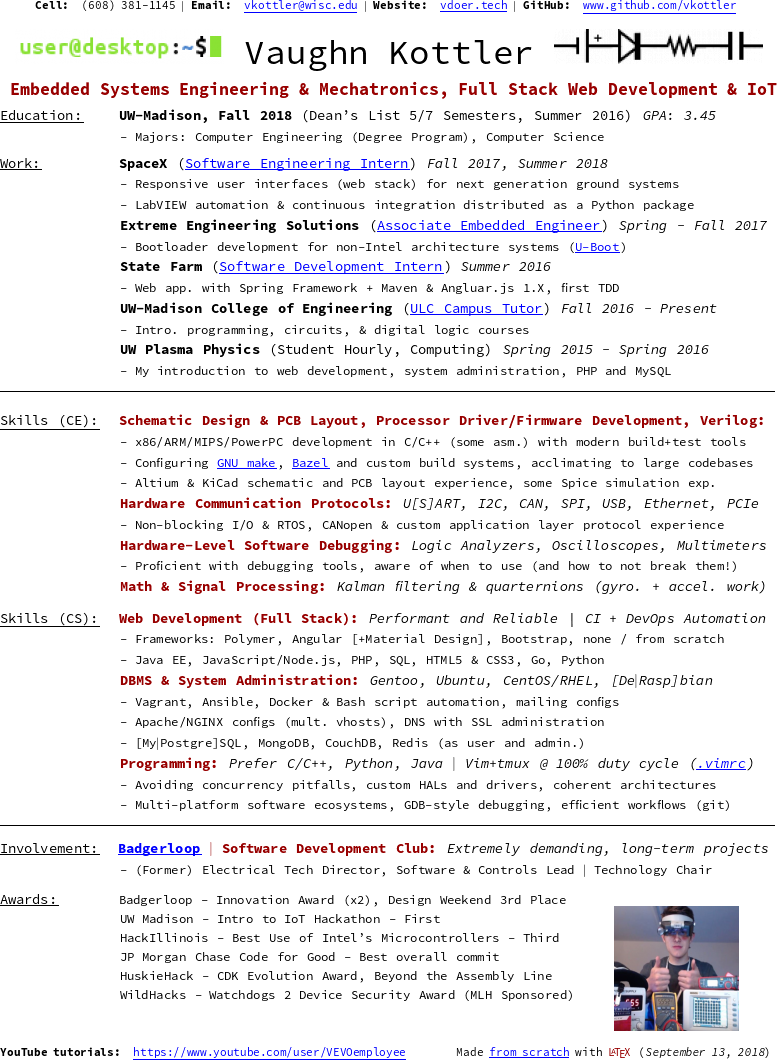 Cell: (608) 381-1145 | Email: vkottler@wisc.edu | Website: vdoer.tech | GitHub: www.github.com/vkottler
user@desktop:~$ Vaughn Kottler
Embedded Systems Engineering & Mechatronics, Full Stack Web Development & IoT
Education: UW-Madison, Fall 2018 (Dean's List 5/7 Semesters, Summer 2016) GPA: 3.45
- Majors: Computer Engineering (Degree Program), Computer Science
Work: SpaceX (Software Engineering Intern) Fall 2017, Summer 2018
- Responsive user interfaces (web stack) for next generation ground systems
- LabVIEW automation & continuous integration distributed as a Python package
Extreme Engineering Solutions (Associate Embedded Engineer) Spring - Fall 2017
- Bootloader development for non-Intel architecture systems (U-Boot)
State Farm (Software Development Intern) Summer 2016
- Web app. with Spring Framework + Maven & Angluar.js 1.X, first TDD
UW-Madison College of Engineering (ULC Campus Tutor) Fall 2016 - Present
- Intro. programming, circuits, & digital logic courses
UW Plasma Physics (Student Hourly, Computing) Spring 2015 - Spring 2016
- My introduction to web development, system administration, PHP and MySQL
Skills (CE): Schematic Design & PCB Layout, Processor Driver/Firmware Development, Verilog:
- x86/ARM/MIPS/PowerPC development in C/C++ (some asm.) with modern build+test tools
- Configuring GNU make, Bazel and custom build systems, acclimating to large codebases
- Altium & KiCad schematic and PCB layout experience, some Spice simulation exp.
Hardware Communication Protocols: U[S]ART, I2C, CAN, SPI, USB, Ethernet, PCIe
- Non-blocking I/O & RTOS, CANopen & custom application layer protocol experience
Hardware-Level Software Debugging: Logic Analyzers, Oscilloscopes, Multimeters
- Proficient with debugging tools, aware of when to use (and how to not break them!)
Math & Signal Processing: Kalman filtering & quarternions (gyro. + accel. work)
Skills (CS): Web Development (Full Stack): Performant and Reliable | CI + DevOps Automation
- Frameworks: Polymer, Angular [+Material Design], Bootstrap, none / from scratch
- Java EE, JavaScript/Node.js, PHP, SQL, HTML5 & CSS3, Go, Python
DBMS & System Administration: Gentoo, Ubuntu, CentOS/RHEL, [De|Rasp]bian
- Vagrant, Ansible, Docker & Bash script automation, mailing configs
- Apache/NGINX configs (mult. vhosts), DNS with SSL administration
- [My|Postgre]SQL, MongoDB, CouchDB, Redis (as user and admin.)
Programming: Prefer C/C++, Python, Java | Vim+tmux @ 100% duty cycle (.vimrc)
- Avoiding concurrency pitfalls, custom HALs and drivers, coherent architectures
- Multi-platform software ecosystems, GDB-style debugging, efficient workflows (git)
Involvement: Badgerloop | Software Development Club: Extremely demanding, long-term projects
- (Former) Electrical Tech Director, Software & Controls Lead | Technology Chair
Awards: Badgerloop - Innovation Award (x2), Design Weekend 3rd Place
UW Madison - Intro to IoT Hackathon - First
HackIllinois - Best Use of Intel's Microcontrollers - Third
JP Morgan Chase Code for Good - Best overall commit
HuskieHack - CDK Evolution Award, Beyond the Assembly Line
WildHacks - Watchdogs 2 Device Security Award (MLH Sponsored)
YouTube tutorials: https://www.youtube.com/user/VEVOemployee Made from scratch with LATEX (September 13, 2018)